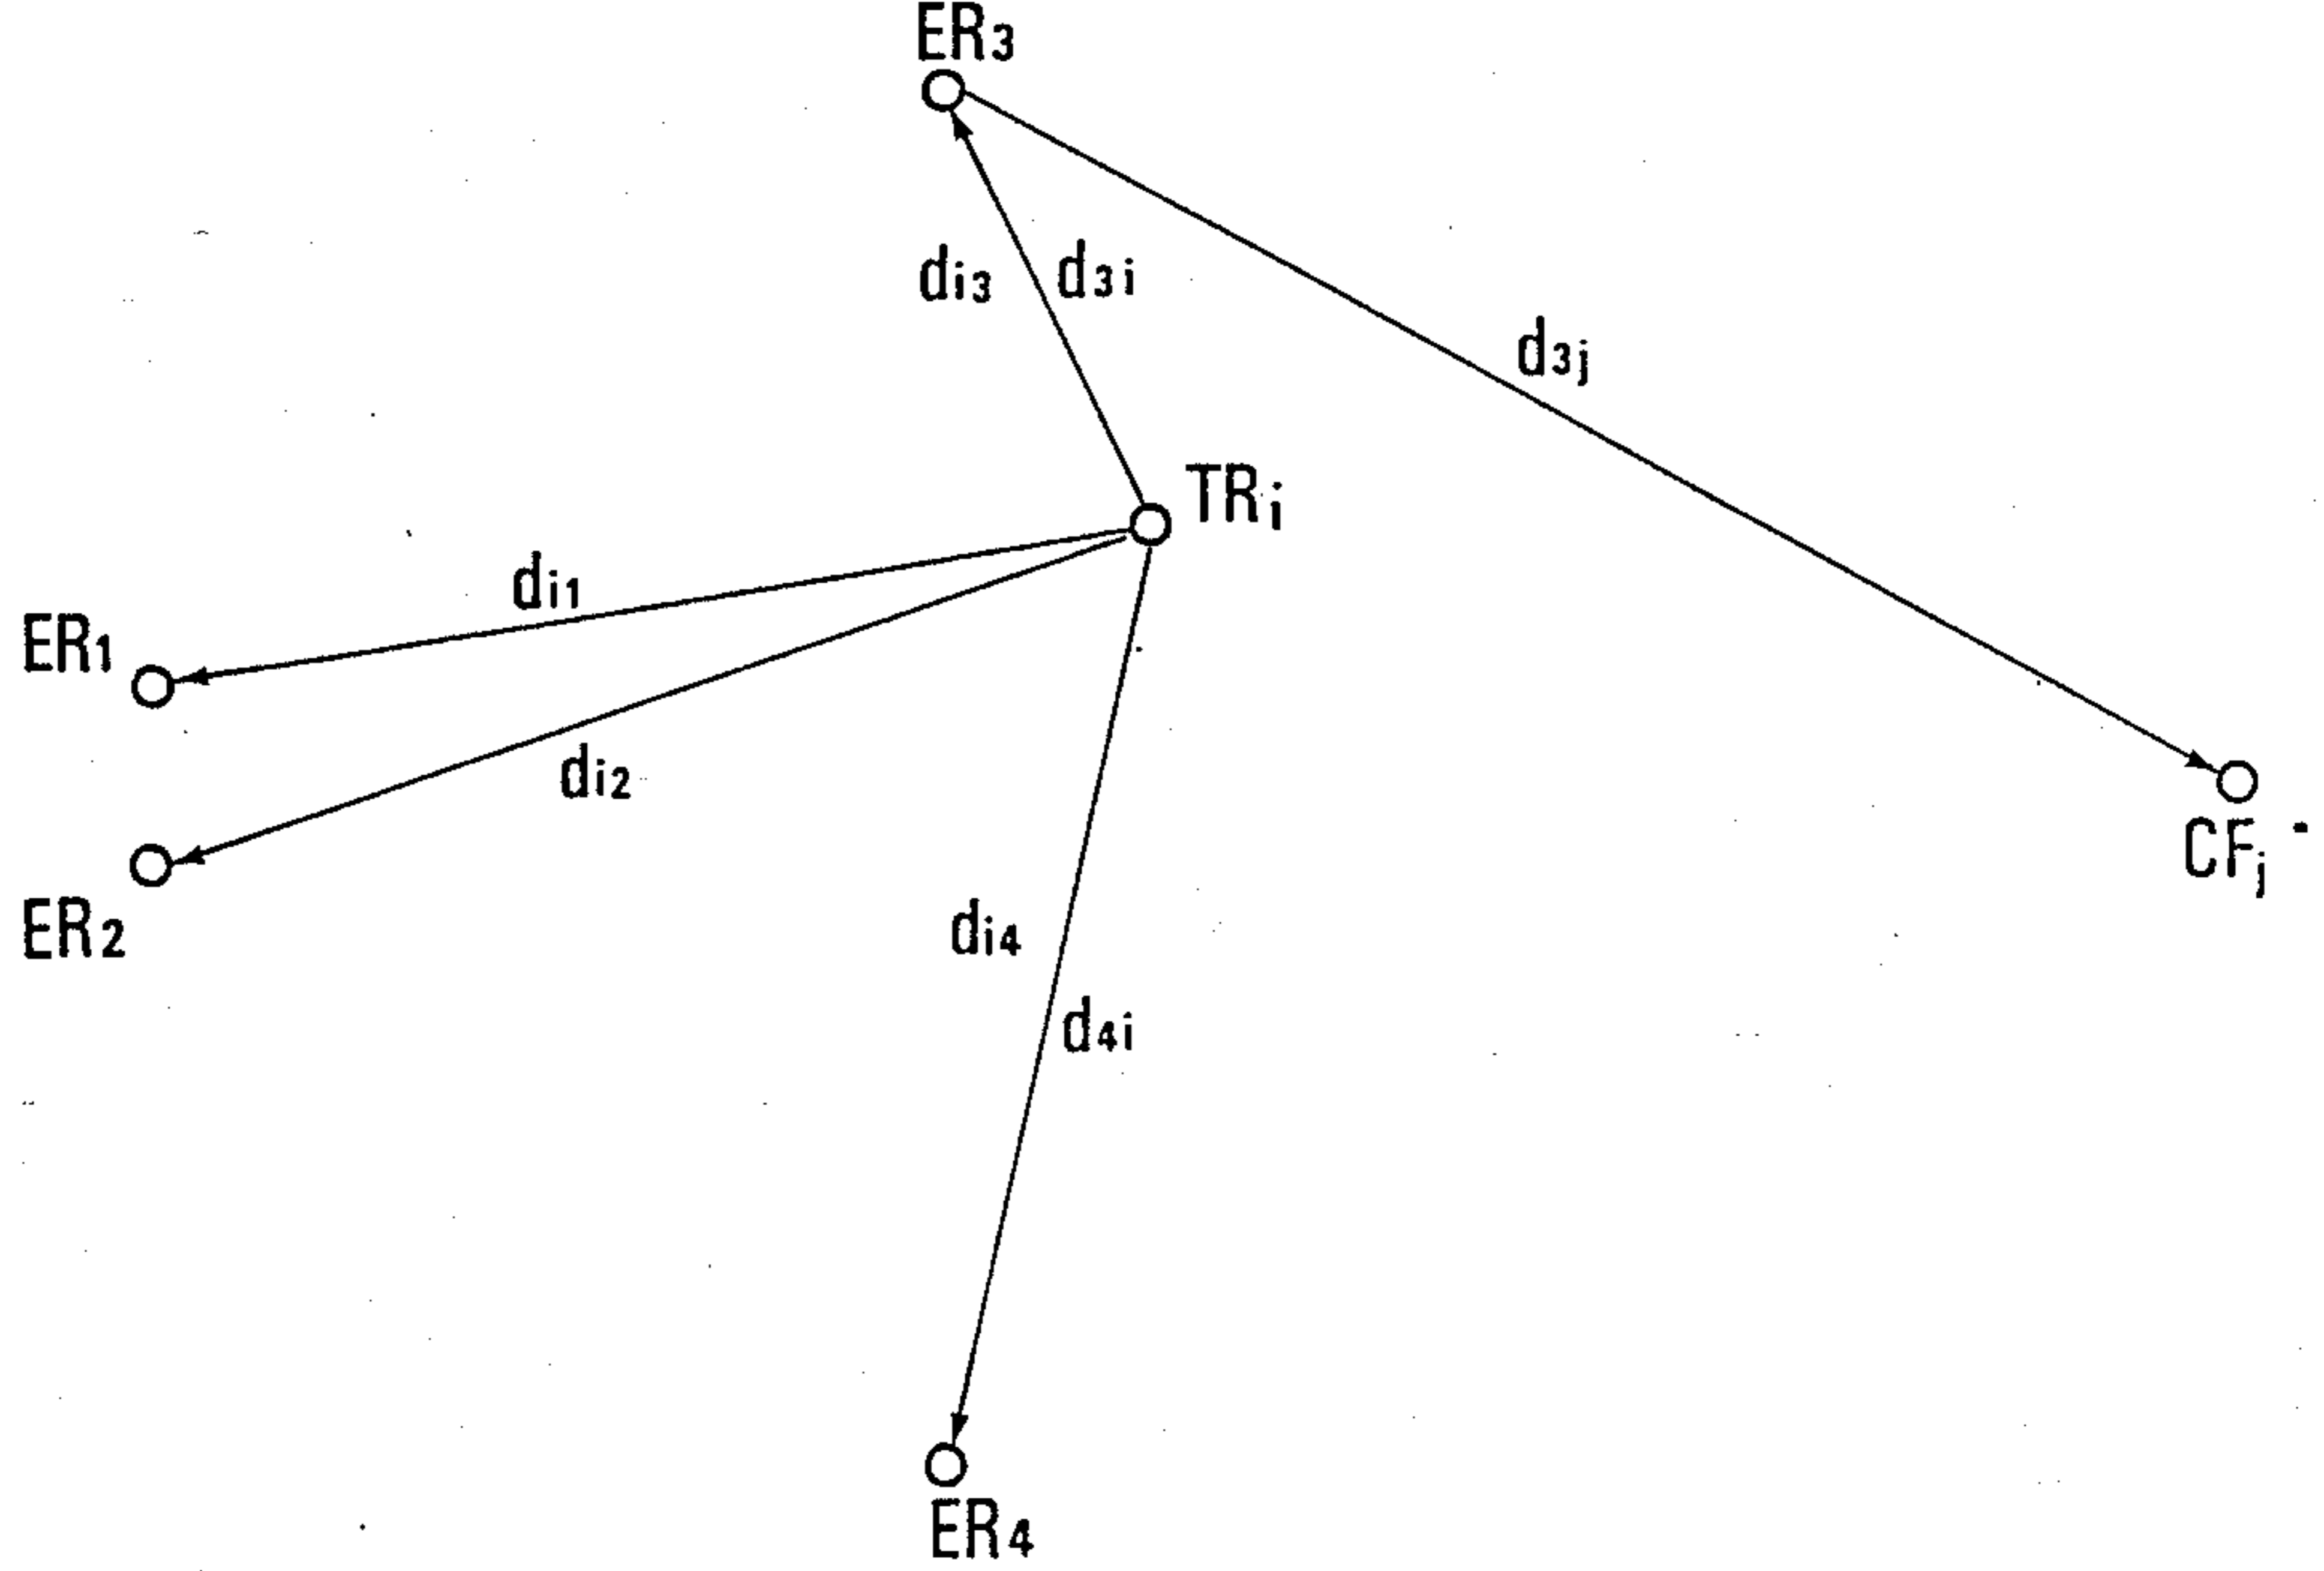 ER3
di3
d3i
d3j
TRi
di1
ER1
di2
CFj
ER2
di4
d4i
ER4